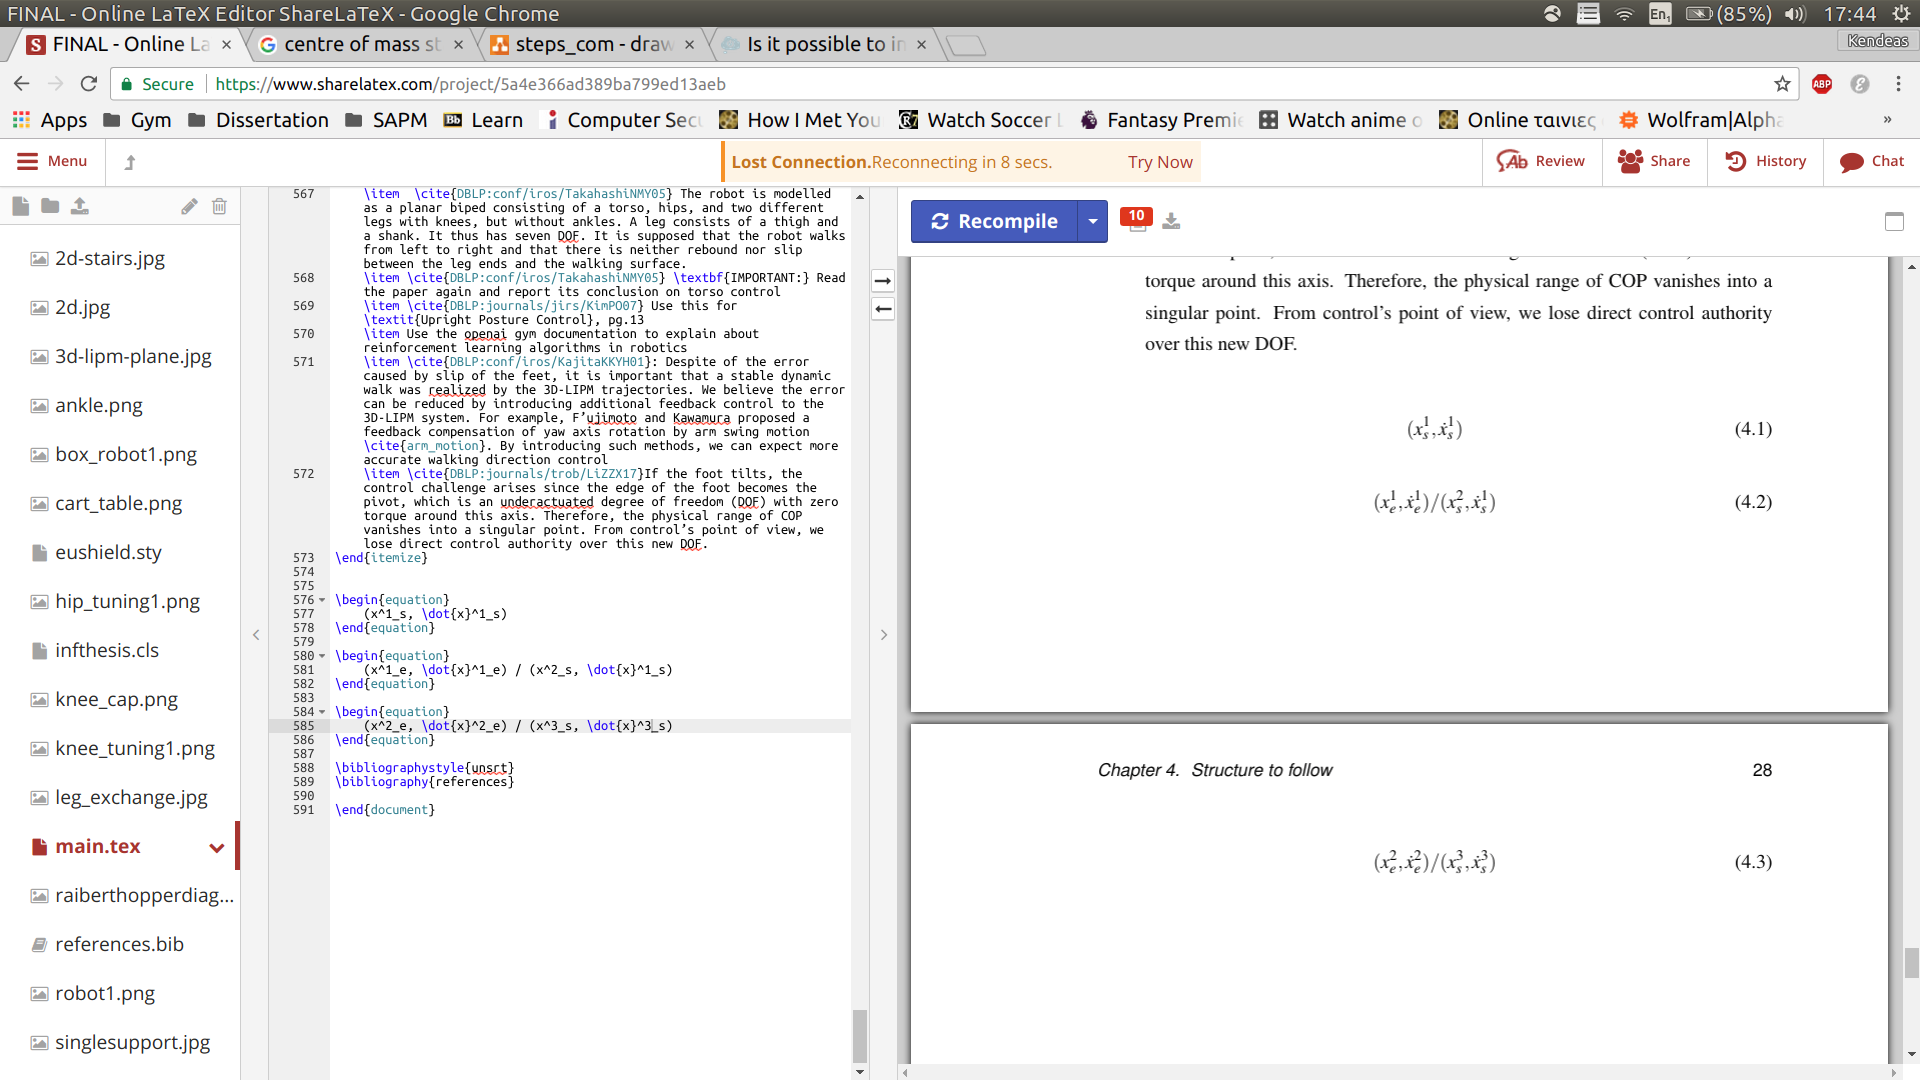 FINAL - Online LaTeX Editor ShareLaTeX - Google Chrome
En1 (85%) 17:44
FINAL - Online La × centre of mass st × steps_com - draw × Is it possible to in × Kendeas
Secure https://www.sharelatex.com/project/5a4e366ad389ba799ed13aeb ABP
Apps Gym Dissertation SAPM Bb Learn Computer Secu How I Met You Watch Soccer Fantasy Premie Watch anime o Online ταινιες Wolfram|Alpha »
Menu Lost Connection. Reconnecting in 8 secs. Try Now Review Share History Chat
2d-stairs.jpg
2d.jpg
3d-lipm-plane.jpg
ankle.png
box_robot1.png
cart_table.png
eushield.sty
hip_tuning1.png
infthesis.cls
knee_cap.png
knee_tuning1.png
leg_exchange.jpg
main.tex
raiberthopperdiag...
references.bib
robot1.png
singlesupport.jpg
567 \item \cite{DBLP:conf/iros/TakahashiNMY05} The robot is modelled
as a planar biped consisting of a torso, hips, and two different
legs with knees, but without ankles. A leg consists of a thigh and
a shank. It thus has seven DOF. It is supposed that the robot walks
from left to right and that there is neither rebound nor slip
between the leg ends and the walking surface.
568 \item \cite{DBLP:conf/iros/TakahashiNMY05} \textbf{IMPORTANT:} Read
the paper again and report its conclusion on torso control
569 \item \cite{DBLP:journals/jirs/KimPO07} Use this for
\textit{Upright Posture Control}, pg.13
570 \item Use the openai gym documentation to explain about
reinforcement learning algorithms in robotics
571 \item \cite{DBLP:conf/iros/KajitaKKYH01}: Despite of the error
caused by slip of the feet, it is important that a stable dynamic
walk was realized by the 3D-LIPM trajectories. We believe the error
can be reduced by introducing additional feedback control to the
3D-LIPM system. For example, F’ujimoto and Kawamura proposed a
feedback compensation of yaw axis rotation by arm swing motion
\cite{arm_motion}. By introducing such methods, we can expect more
accurate walking direction control
572 \item \cite{DBLP:journals/trob/LiZZX17}If the foot tilts, the
control challenge arises since the edge of the foot becomes the
pivot, which is an underactuated degree of freedom (DOF) with zero
torque around this axis. Therefore, the physical range of COP
vanishes into a singular point. From control’s point of view, we
lose direct control authority over this new DOF.
573 \end{itemize}
574
575
576 \begin{equation}
577 (x^1_s, \dot{x}^1_s)
578 \end{equation}
579
580 \begin{equation}
581 (x^1_e, \dot{x}^1_e) / (x^2_s, \dot{x}^1_s)
582 \end{equation}
583
584 \begin{equation}
585 (x^2_e, \dot{x}^2_e) / (x^3_s, \dot{x}^3_s)
586 \end{equation}
587
588 \bibliographystyle{unsrt}
589 \bibliography{references}
590
591 \end{document}
Recompile 10
torque around this axis. Therefore, the physical range of COP vanishes into a
singular point. From control’s point of view, we lose direct control authority
over this new DOF.
(x_s^1, ẋ_s^1) (4.1)
(x_e^1, ẋ_e^1)/(x_s^2, ẋ_s^1) (4.2)
Chapter 4. Structure to follow 28
(x_e^2, ẋ_e^2)/(x_s^3, ẋ_s^3) (4.3)